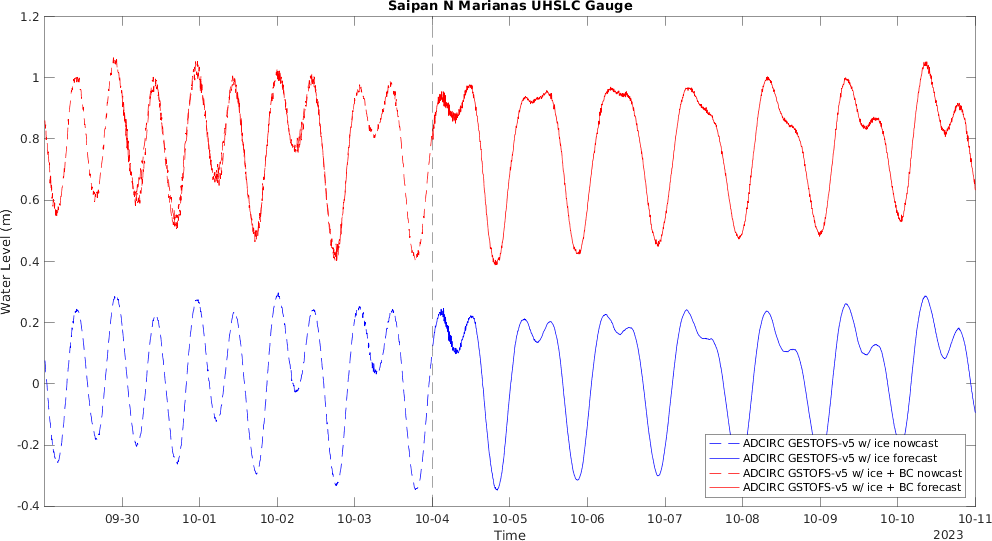 Saipan N Marianas UHSLC Gauge
1.2
1
0.8
0.6
0.4
0.2
0
-0.2
-0.4
Water Level (m)
ADCIRC GESTOFS-v5 w/ ice nowcast
ADCIRC GESTOFS-v5 w/ ice forecast
ADCIRC GSTOFS-v5 w/ ice + BC nowcast
ADCIRC GSTOFS-v5 w/ ice + BC forecast
09-30 10-01 10-02 10-03 10-04 10-05 10-06 10-07 10-08 10-09 10-10 10-11
Time
2023